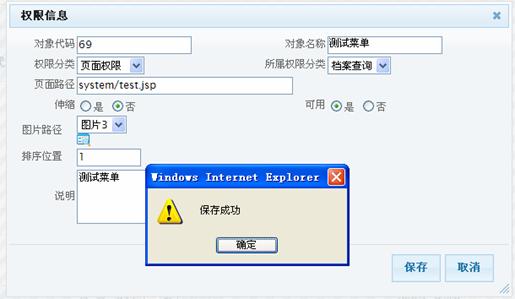 权限信息
对象代码 69 对象名称 测试菜单
权限分类 页面权限 所属权限分类 档案查询
页面路径 system/test.jsp
伸缩 是 否 可用 是 否
图片路径 图片3
排序位置 1
说明 测试菜单
Windows Internet Explorer
保存成功
确定
保存 取消